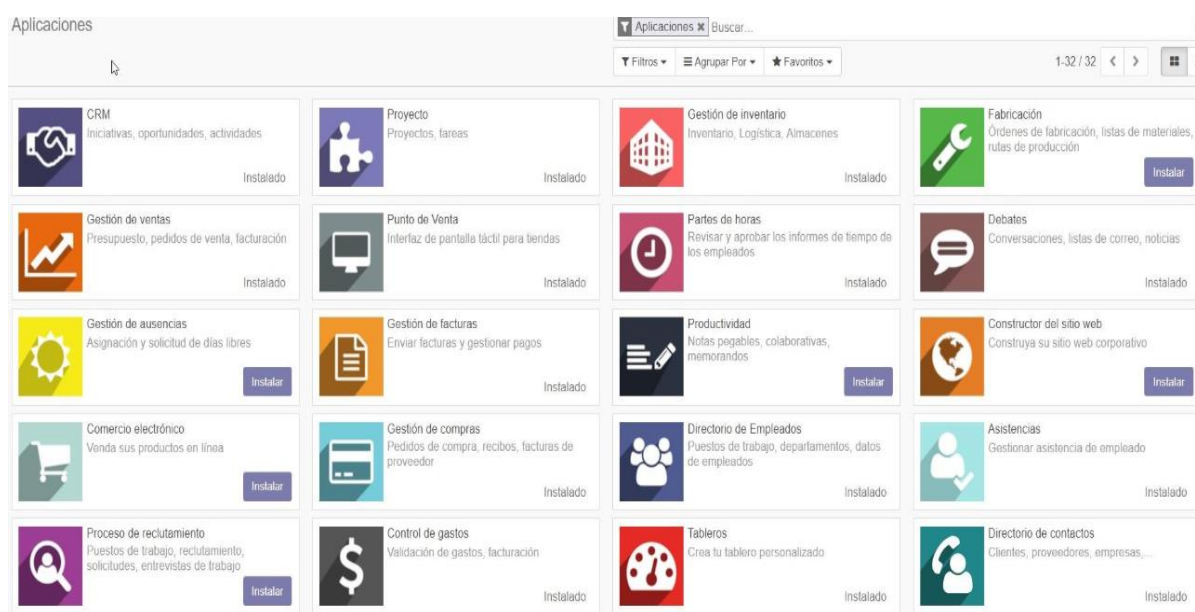 Aplicaciones
Aplicaciones ✖ Buscar...
Filtros
Agrupar Por
Favoritos
1-32 / 32
CRM
Iniciativas, oportunidades, actividades
Instalado
Proyecto
Proyectos, tareas
Instalado
Gestión de inventario
Inventario, Logística, Almacenes
Instalado
Fabricación
Órdenes de fabricación, listas de materiales,
rutas de producción
Instalar
Gestión de ventas
Presupuesto, pedidos de venta, facturación
Instalado
Punto de Venta
Interfaz de pantalla táctil para tiendas
Instalado
Partes de horas
Revisar y aprobar los informes de tiempo de
los empleados
Instalado
Debates
Conversaciones, listas de correo, noticias
Instalado
Gestión de ausencias
Asignación y solicitud de días libres
Instalar
Gestión de facturas
Enviar facturas y gestionar pagos
Instalado
Productividad
Notas pegables, colaborativas,
memorandos
Instalar
Constructor del sitio web
Construya su sitio web corporativo
Instalar
Comercio electrónico
Venda sus productos en línea
Instalar
Gestión de compras
Pedidos de compra, recibos, facturas de
proveedor
Instalado
Directorio de Empleados
Puestos de trabajo, departamentos, datos
de empleados
Instalado
Asistencias
Gestionar asistencia de empleado
Instalado
Proceso de reclutamiento
Puestos de trabajo, reclutamiento,
solicitudes, entrevistas de trabajo
Instalar
Control de gastos
Validación de gastos, facturación
Instalado
Tableros
Crea tu tablero personalizado
Instalado
Directorio de contactos
Clientes, proveedores, empresas,...
Instalado